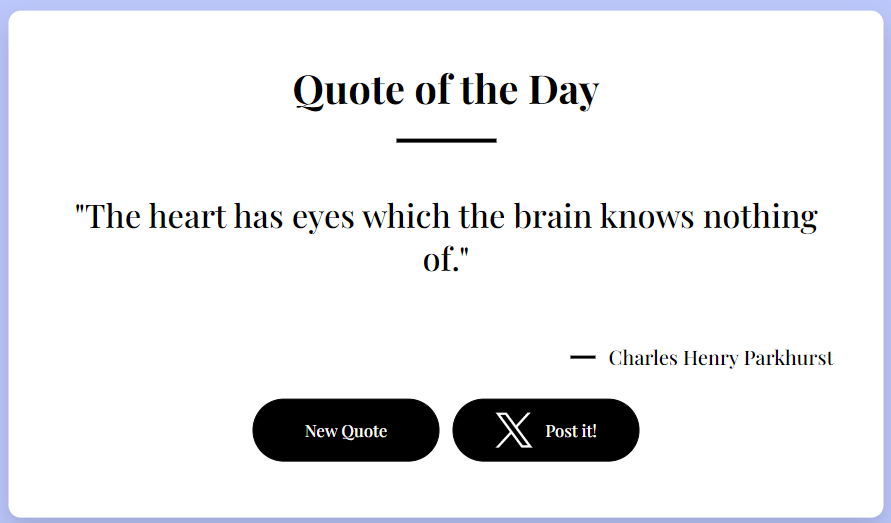 Quote of the Day
"The heart has eyes which the brain knows nothing
of."
— Charles Henry Parkhurst
New Quote
X Post it!